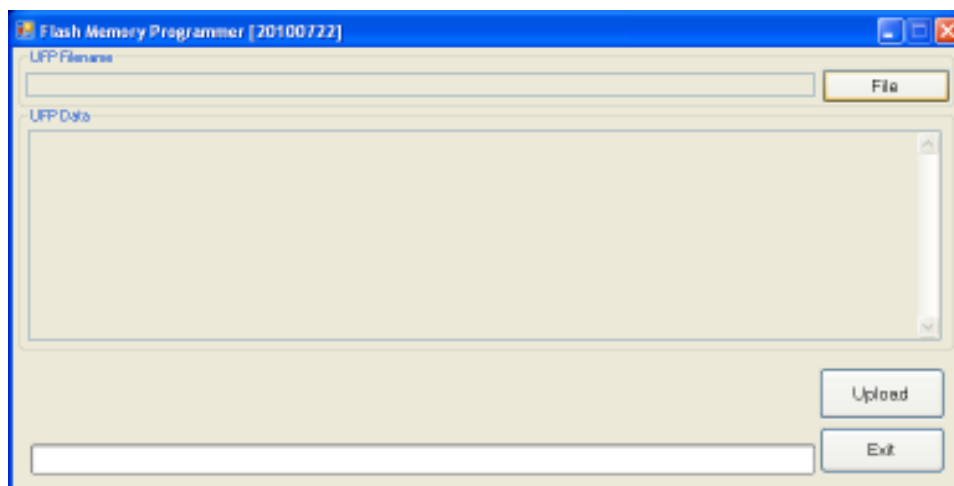 Flash Memory Programmer [20100722]
UFP Filename
File
UFP Data
Upload
Exit